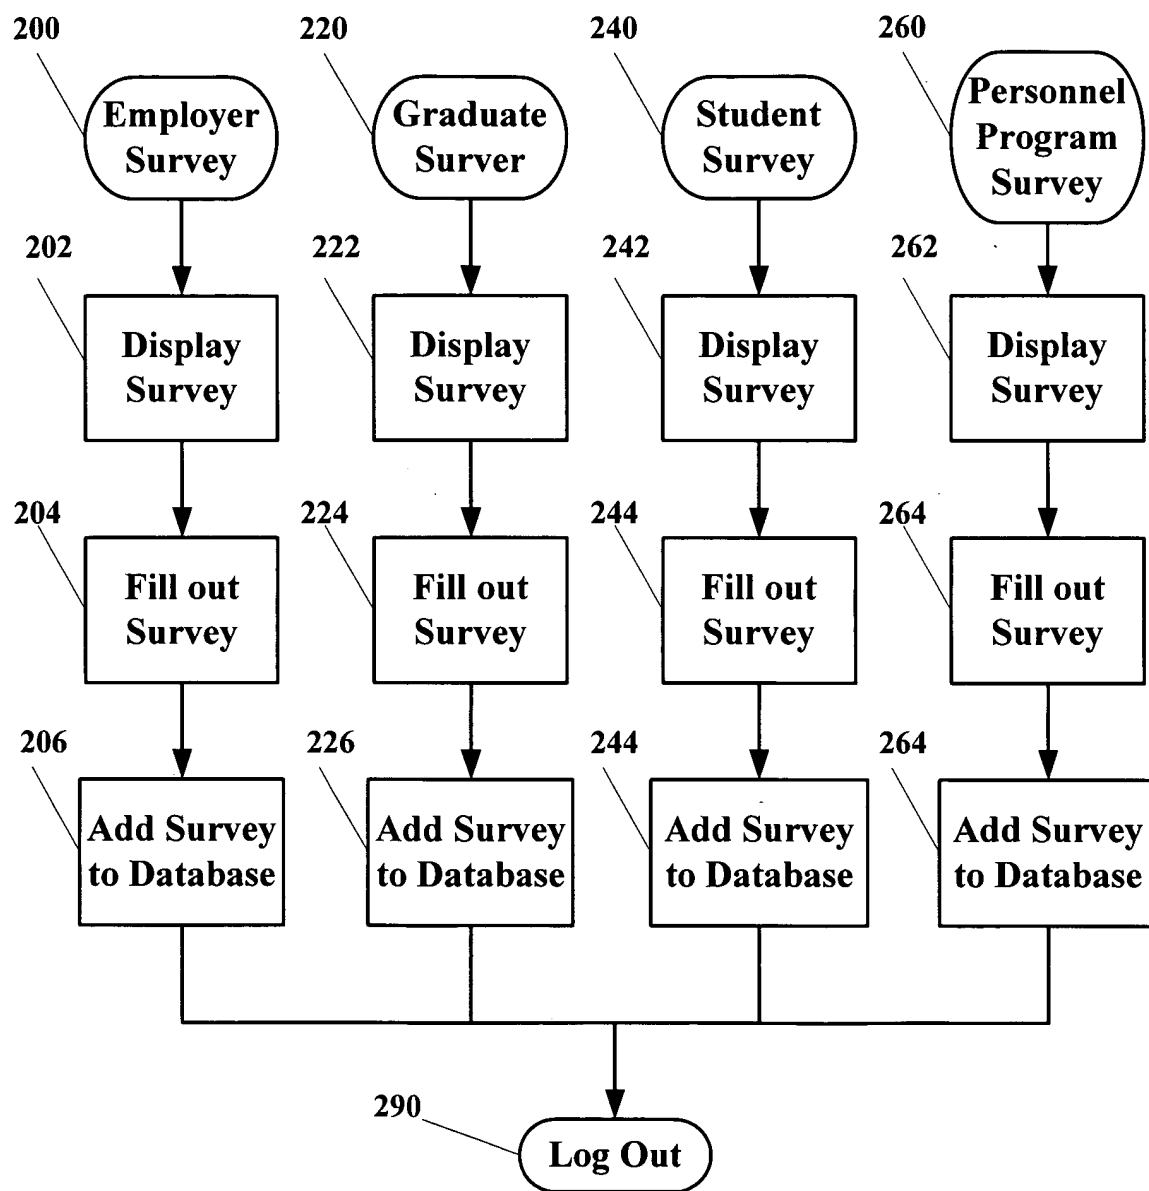 200
220
240
260
Employer
Survey
Graduate
Surver
Student
Survey
Personnel
Program
Survey
202
222
242
262
Display
Survey
Display
Survey
Display
Survey
Display
Survey
204
224
244
264
Fill out
Survey
Fill out
Survey
Fill out
Survey
Fill out
Survey
206
226
244
264
Add Survey
to Database
Add Survey
to Database
Add Survey
to Database
Add Survey
to Database
290
Log Out